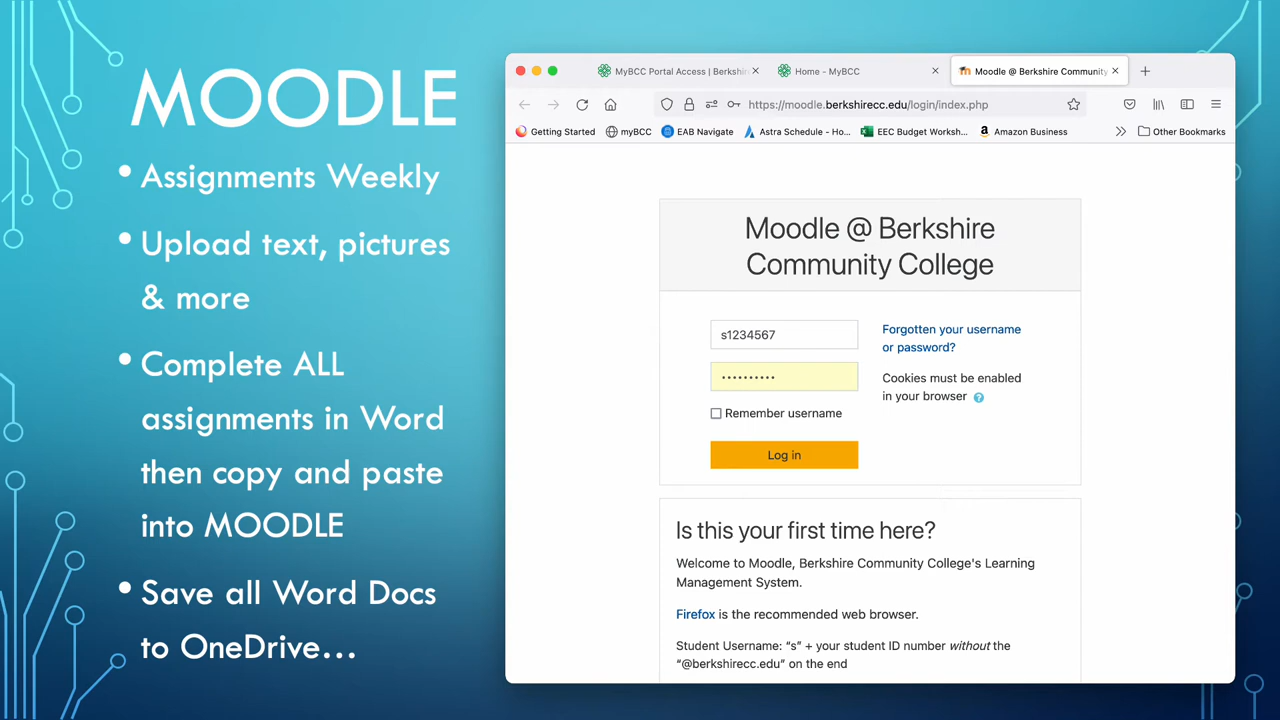 MOODLE
• Assignments Weekly
• Upload text, pictures
& more
• Complete ALL
assignments in Word
then copy and paste
into MOODLE
• Save all Word Docs
to OneDrive...
MyBCC Portal Access | Berkshir
Home - MyBCC
Moodle @ Berkshire Community
https://moodle.berkshirecc.edu/login/index.php
Getting Started
myBCC
EAB Navigate
Astra Schedule - Ho...
EEC Budget Worksh...
Amazon Business
Other Bookmarks
Moodle @ Berkshire
Community College
s1234567
••••••••••
Remember username
Log in
Forgotten your username
or password?
Cookies must be enabled
in your browser ?
Is this your first time here?
Welcome to Moodle, Berkshire Community College's Learning
Management System.
Firefox is the recommended web browser.
Student Username: “s” + your student ID number without the
“@berkshirecc.edu” on the end